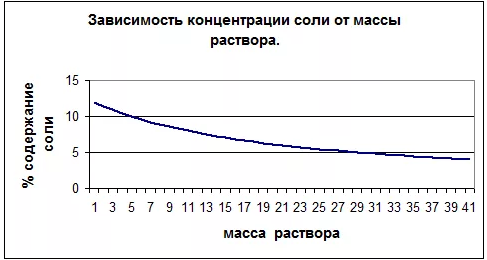 Зависимость концентрации соли от массы
раствора.
15
10
5
0
% содержание
соли
1 3 5 7 9 11 13 15 17 19 21 23 25 27 29 31 33 35 37 39 41
масса раствора